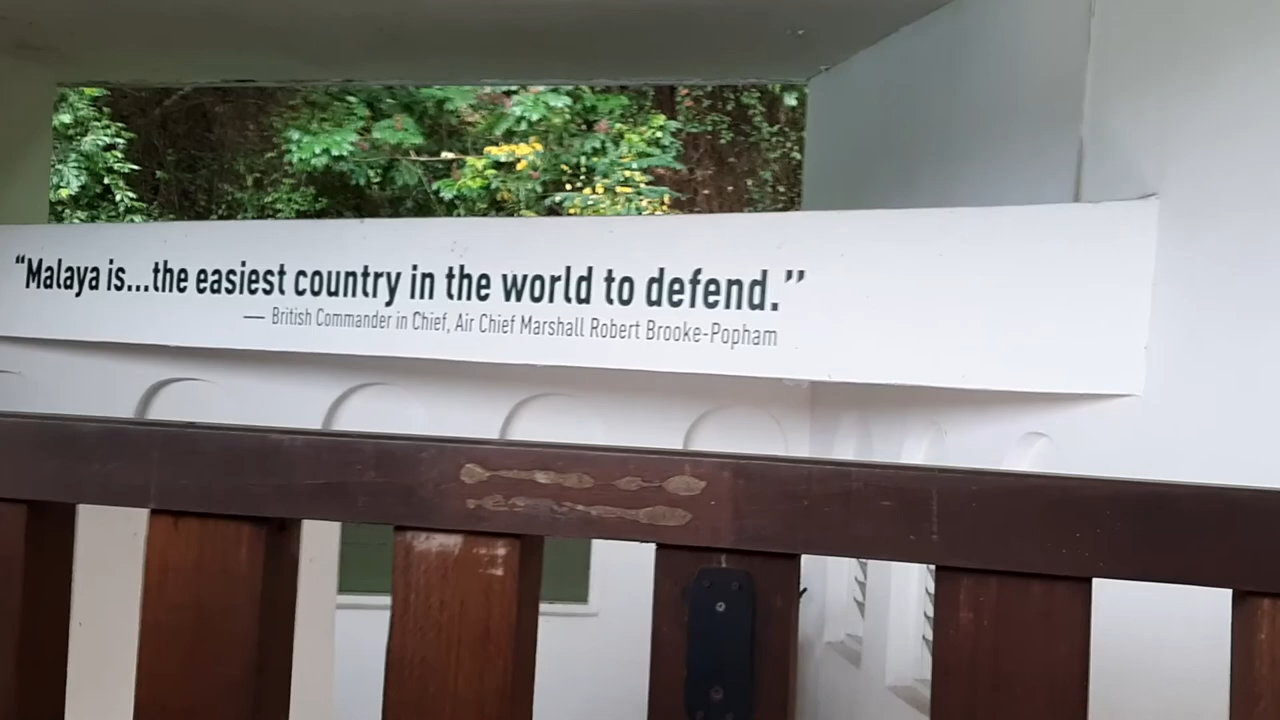 “Malaya is...the easiest country in the world to defend.”
— British Commander in Chief, Air Chief Marshall Robert Brooke-Popham